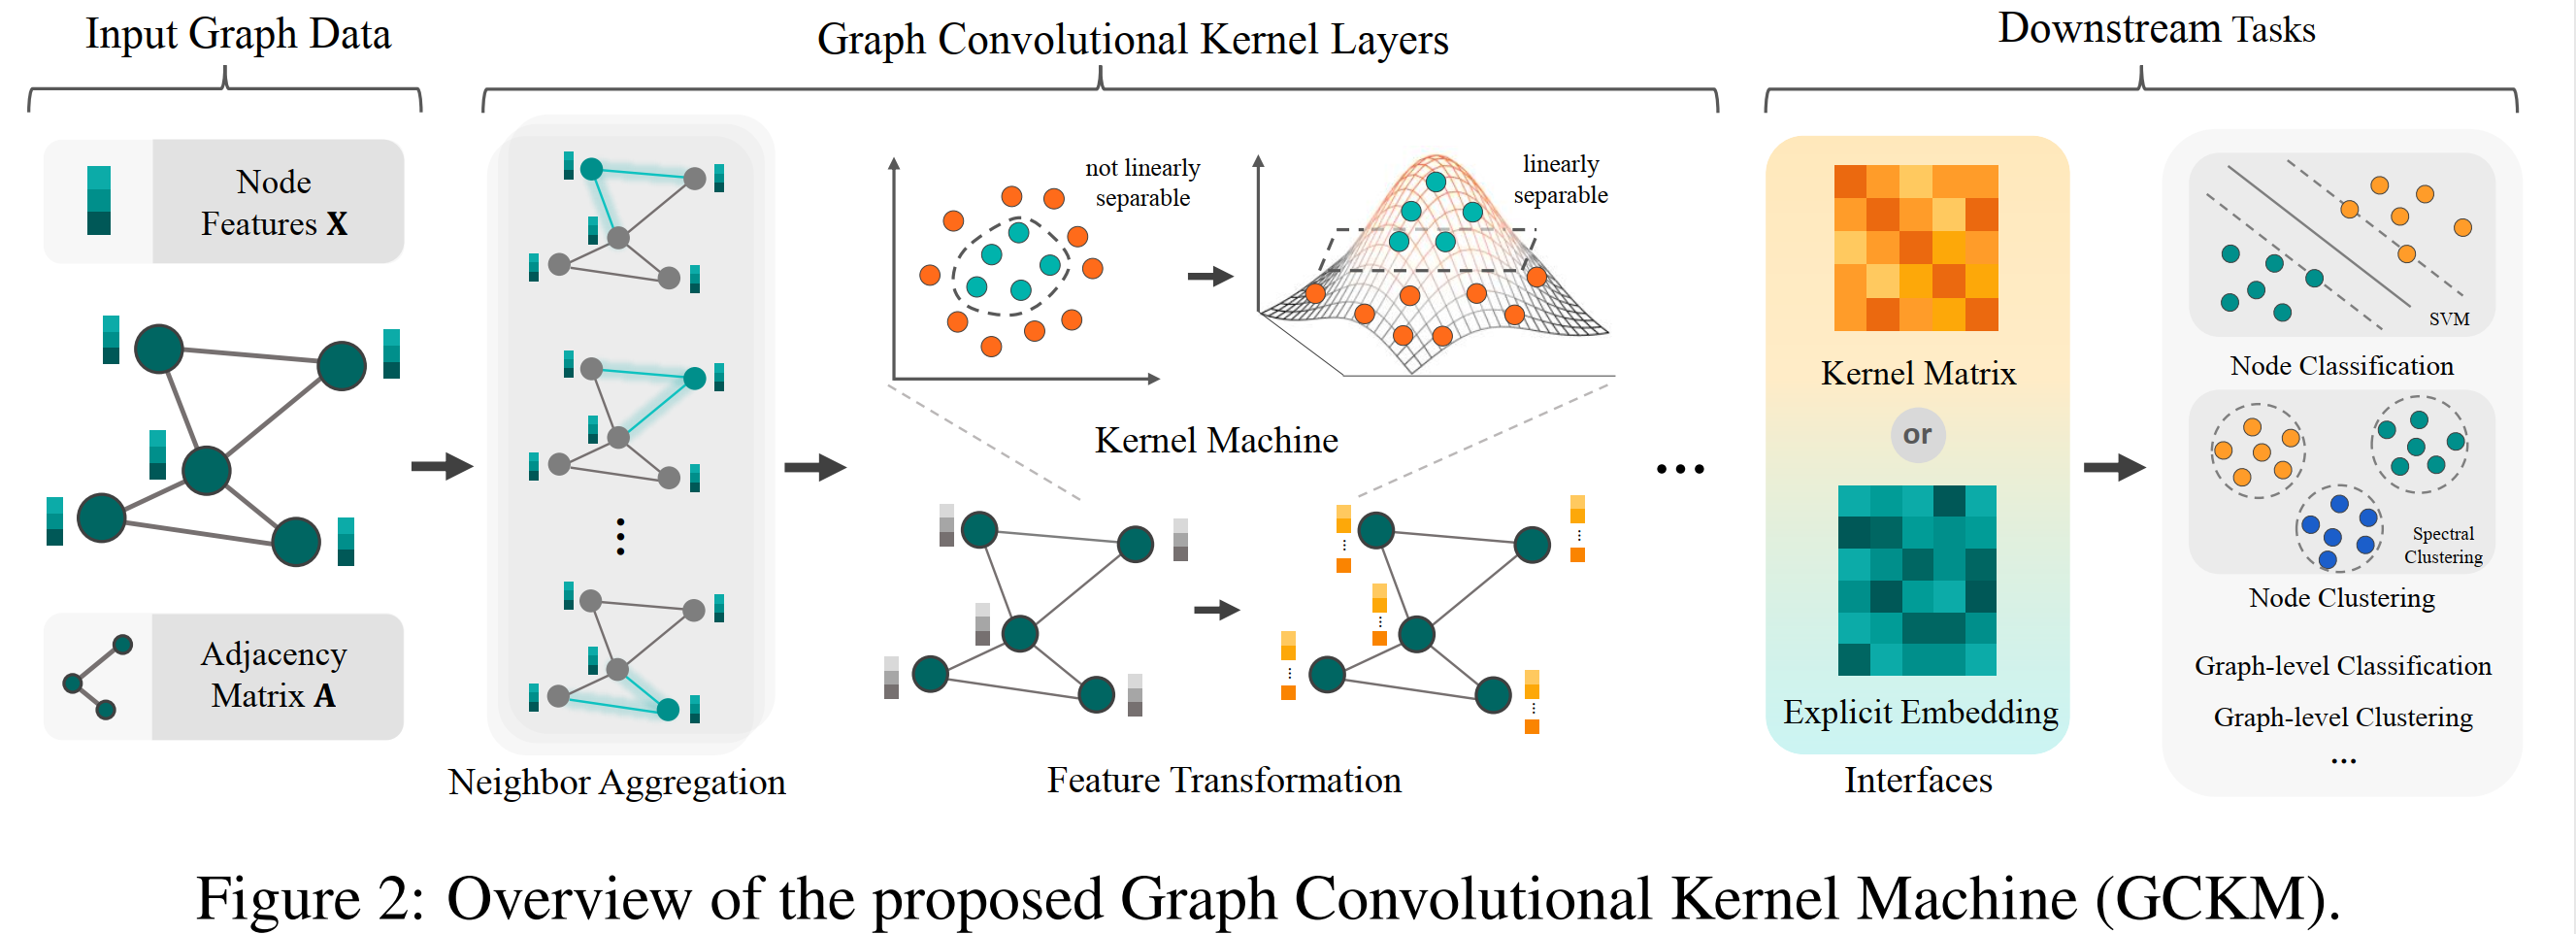 Input Graph Data
Graph Convolutional Kernel Layers
Downstream Tasks
Node
Features X
Adjacency
Matrix A
Neighbor Aggregation
not linearly
separable
linearly
separable
Kernel Machine
Feature Transformation
...
Kernel Matrix
or
Explicit Embedding
Interfaces
SVM
Node Classification
Spectral
Clustering
Node Clustering
Graph-level Classification
Graph-level Clustering
...
Figure 2: Overview of the proposed Graph Convolutional Kernel Machine (GCKM).